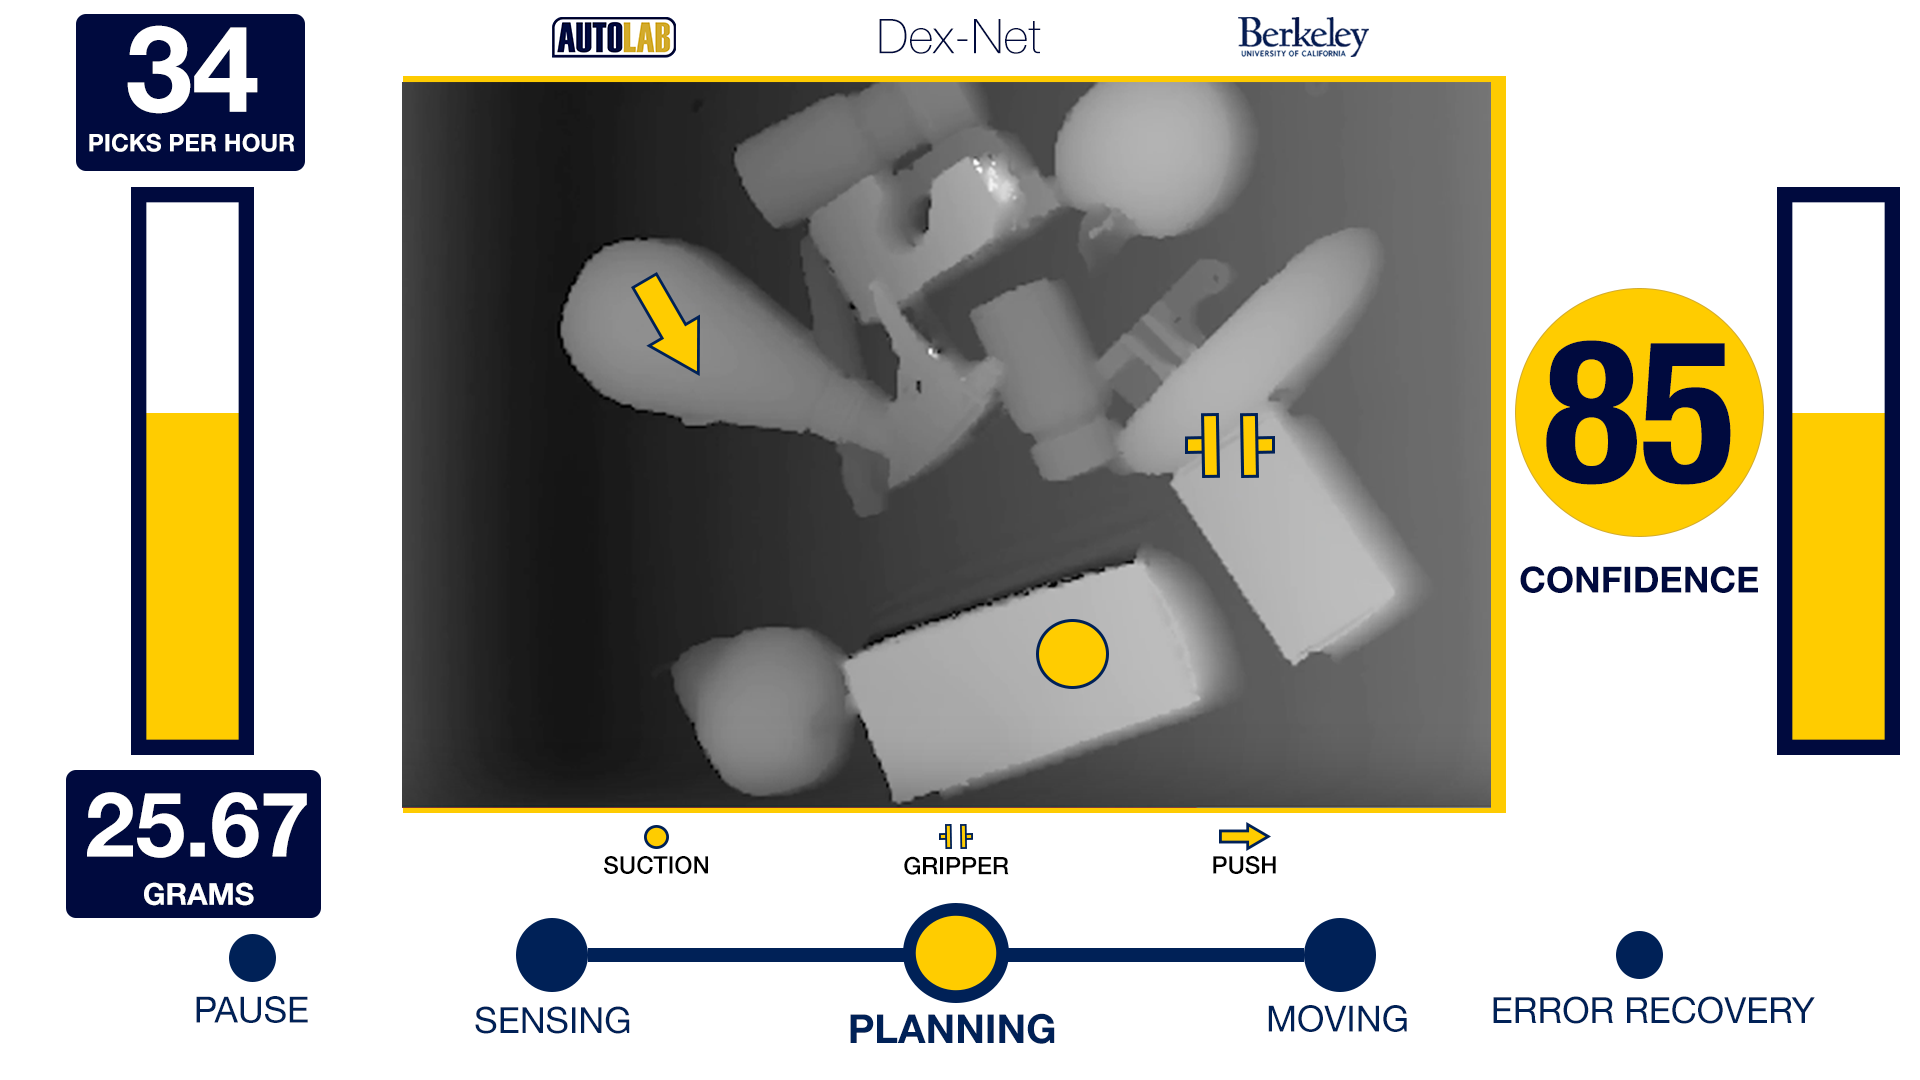 34
PICKS PER HOUR
AUTOLAB
Dex-Net
Berkeley
UNIVERSITY OF CALIFORNIA
85
CONFIDENCE
25.67
GRAMS
SUCTION
GRIPPER
PUSH
PAUSE
SENSING
PLANNING
MOVING
ERROR RECOVERY